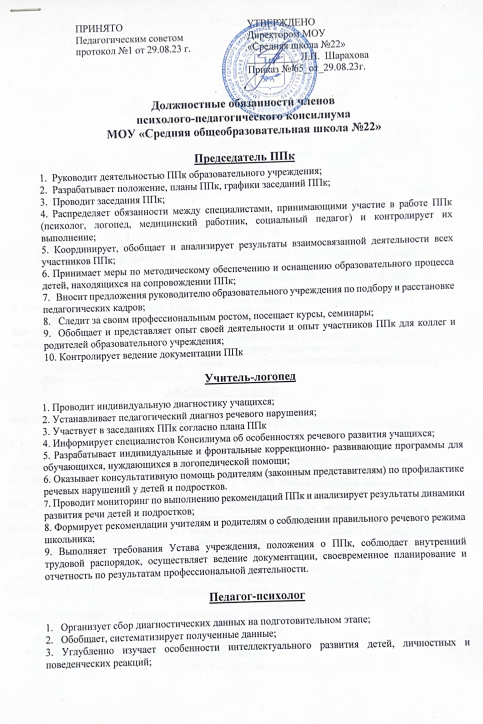 ПРИНЯТО
Педагогическим советом
протокол №1 от 29.08.23 г.
УТВЕРЖДЕНО
Директором МОУ
«Средняя школа №22»
Л.Н. Шарахова
Приказ №165 от_29.08.23г.
Должностные обязанности членов
психолого-педагогического консилиума
МОУ «Средняя общеобразовательная школа №22»
Председатель ППк
1. Руководит деятельностью ППк образовательного учреждения;
2. Разрабатывает положение, планы ППк, графики заседаний ППк;
3. Проводит заседания ППк;
4. Распределяет обязанности между специалистами, принимающими участие в работе ППк
(психолог, логопед, медицинский работник, социальный педагог) и контролирует их
выполнение;
5. Координирует, обобщает и анализирует результаты взаимосвязанной деятельности всех
участников ППк;
6. Принимает меры по методическому обеспечению и оснащению образовательного процесса
детей, находящихся на сопровождении ППк;
7. Вносит предложения руководителю образовательного учреждения по подбору и расстановке
педагогических кадров;
8. Следит за своим профессиональным ростом, посещает курсы, семинары;
9. Обобщает и представляет опыт своей деятельности и опыт участников ППк для коллег и
родителей образовательного учреждения;
10. Контролирует ведение документации ППк
Учитель-логопед
1. Проводит индивидуальную диагностику учащихся;
2. Устанавливает педагогический диагноз речевого нарушения;
3. Участвует в заседаниях ППк согласно плана ППк
4. Информирует специалистов Консилиума об особенностях речевого развития учащихся;
5. Разрабатывает индивидуальные и фронтальные коррекционно- развивающие программы для
обучающихся, нуждающихся в логопедической помощи;
6. Оказывает консультативную помощь родителям (законным представителям) по профилактике
речевых нарушений у детей и подростков.
7. Проводит мониторинг по выполнению рекомендаций ППк и анализирует результаты динамики
развития речи детей и подростков;
8. Формирует рекомендации учителям и родителям о соблюдении правильного речевого режима
школьника;
9. Выполняет требования Устава учреждения, положения о ППк, соблюдает внутренний
трудовой распорядок, осуществляет ведение документации, своевременное планирование и
отчетность по результатам профессиональной деятельности.
Педагог-психолог
1. Организует сбор диагностических данных на подготовительном этапе;
2. Обобщает, систематизирует полученные данные;
3. Углубленно изучает особенности интеллектуального развития детей, личностных и
поведенческих реакций;